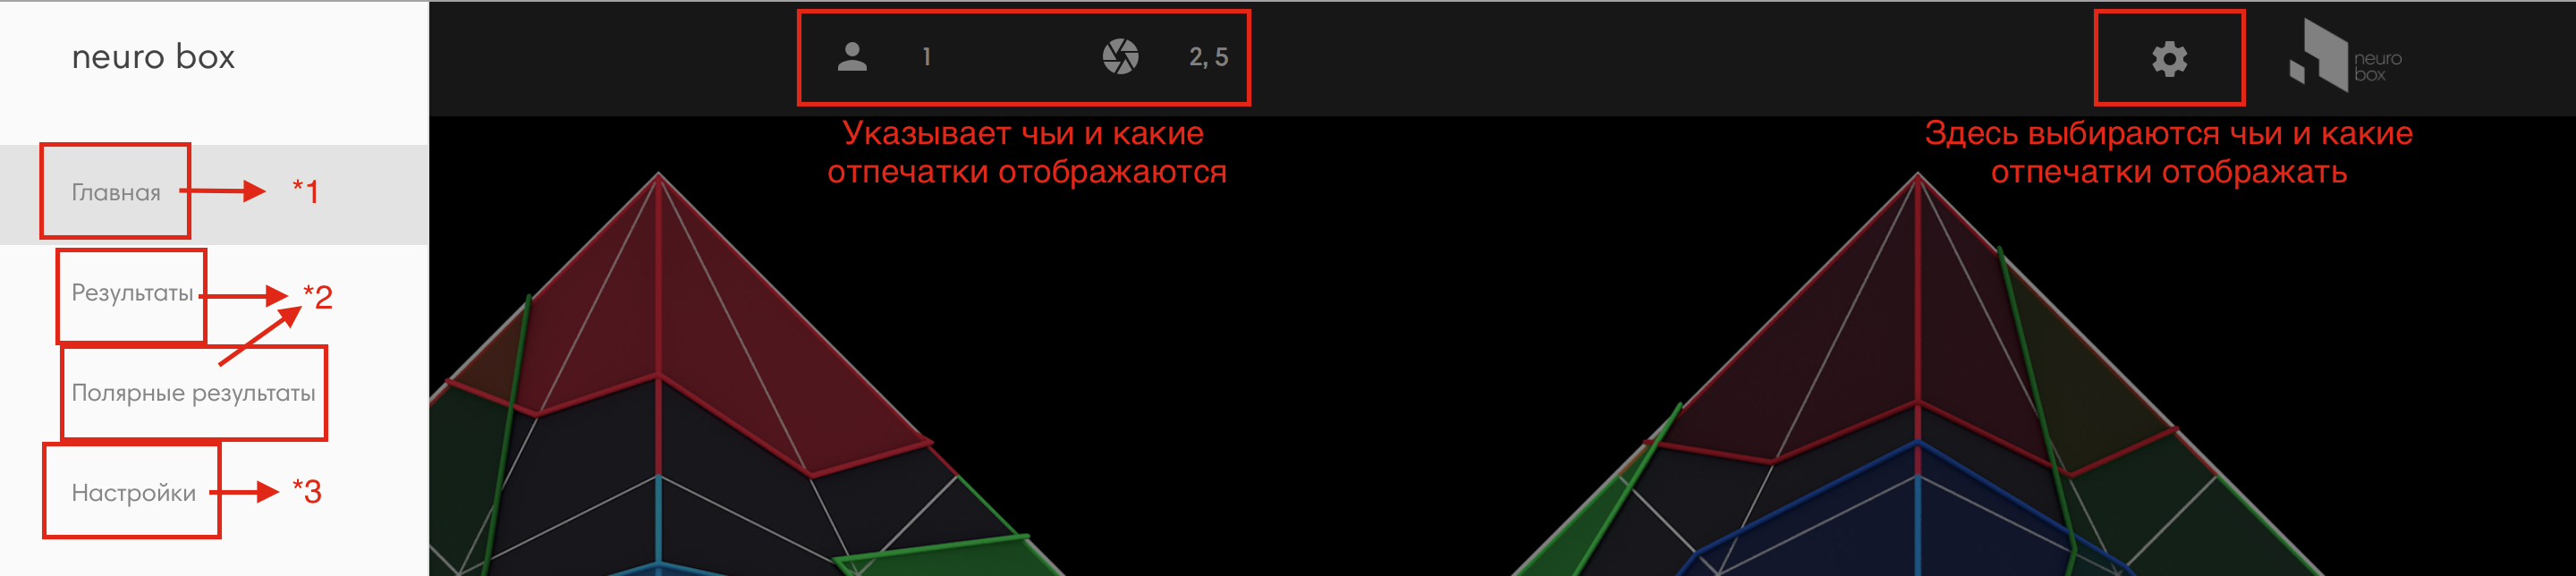 neuro box
1
2, 5
neuro
box
Указывает чьи и какие
отпечатки отображаются
Здесь выбираются чьи и какие
отпечатки отображать
Главная
*1
Результаты
*2
Полярные результаты
Настройки
*3